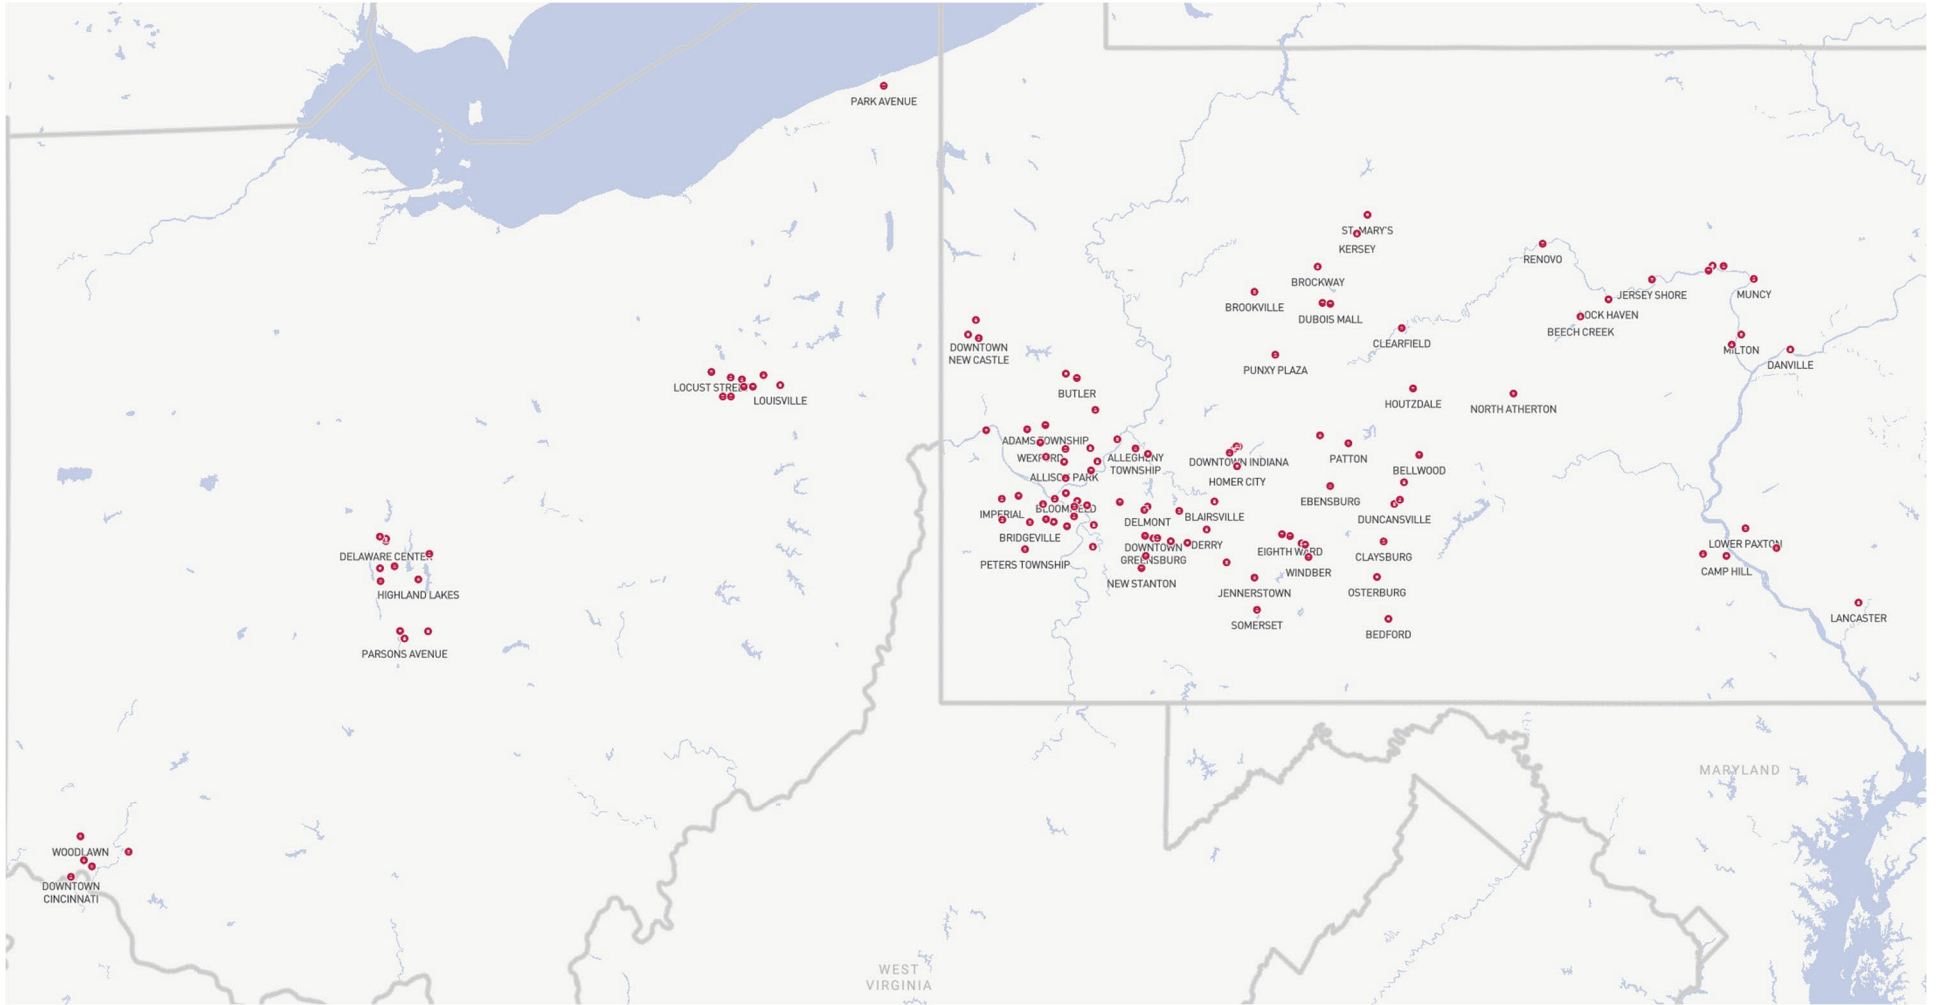 PARK AVENUE
ST. MARY'S
KERSEY
RENOVO
BROCKWAY
JERSEY SHORE
MUNCY
BROOKVILLE
DUBOIS MALL
OCK HAVEN
BEECH CREEK
CLEARFIELD
DOWNTOWN
NEW CASTLE
MILTON
DANVILLE
PUNXY PLAZA
LOCUST STREE
LOUISVILLE
BUTLER
HOUTZDALE
NORTH ATHERTON
ADAMS TOWNSHIP
WEXFORD
ALLEGHENY
TOWNSHIP
DOWNTOWN INDIANA
PATTON
BELLWOOD
ALLISON PARK
HOMER CITY
EBENSBURG
IMPERIAL
BLOOMFIELD
DELMONT
BLAIRSVILLE
DUNCANSVILLE
BRIDGEVILLE
DOWNTOWN
GREENSBURG
DERRY
EIGHTH WARD
CLAYSBURG
LOWER PAXTON
DELAWARE CENTER
PETERS TOWNSHIP
WINDBER
CAMP HILL
NEW STANTON
HIGHLAND LAKES
JENNERSTOWN
OSTERBURG
LANCASTER
SOMERSET
BEDFORD
PARSONS AVENUE
MARYLAND
WOODLAWN
DOWNTOWN
CINCINNATI
WEST
VIRGINIA